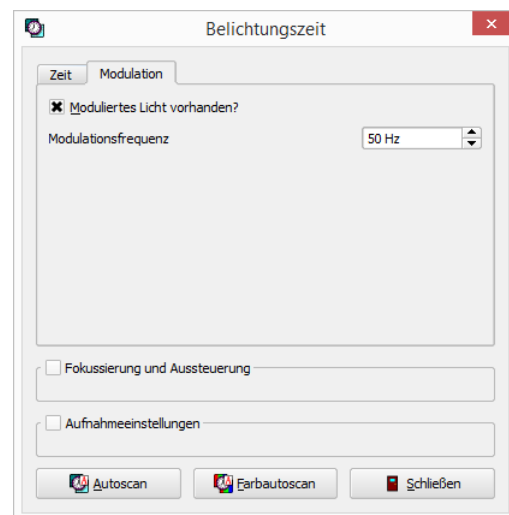 Belichtungszeit
Zeit Modulation
Moduliertes Licht vorhanden?
Modulationsfrequenz 50 Hz
Fokussierung und Aussteuerung
Aufnahmeeinstellungen
Autoscan Farbautoscan Schließen